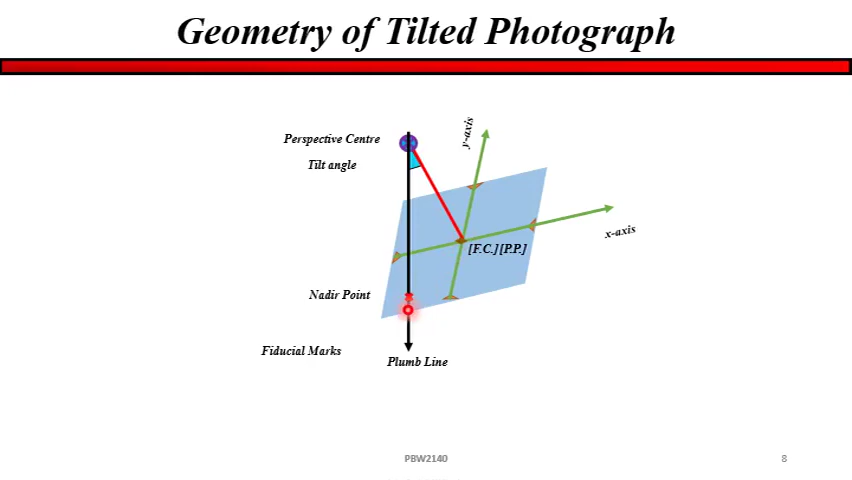 Geometry of Tilted Photograph
y-axis
Perspective Centre
Tilt angle
x-axis
[F.C.][P.P.]
Nadir Point
Fiducial Marks
Plumb Line
PBW2140
8